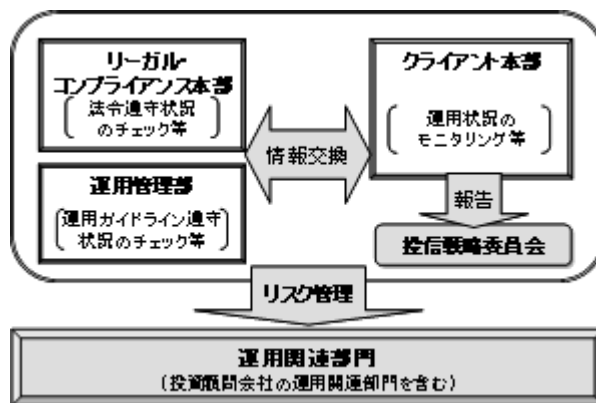 リーガル・
コンプライアンス本部
法令遵守状況
のチェック等
運用管理部
運用ガイドライン遵守
状況のチェック等
情報交換
クライアント本部
運用状況の
モニタリング等
報告
投信戦略委員会
リスク管理
運用関連部門
(投資顧問会社の運用関連部門を含む)